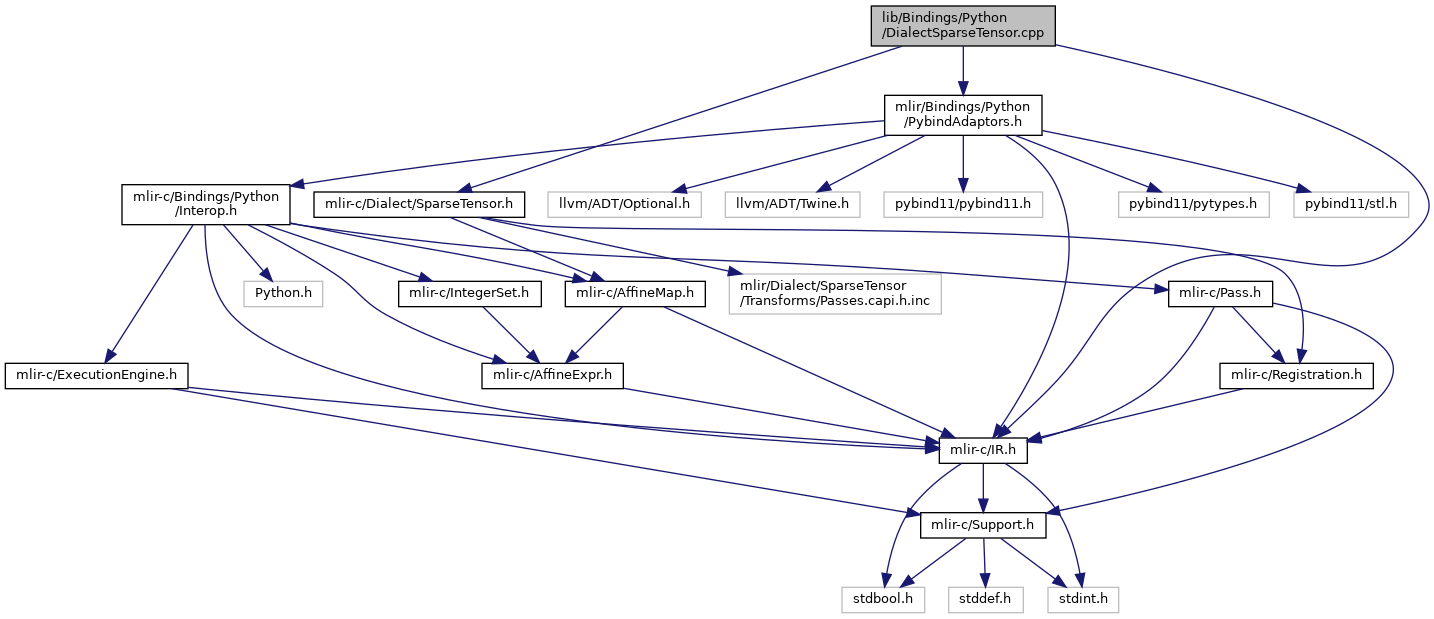 lib/Bindings/Python
/DialectSparseTensor.cpp
mlir/Bindings/Python
/PybindAdaptors.h
mlir-c/Bindings/Python
/Interop.h
mlir-c/Dialect/SparseTensor.h
llvm/ADT/Optional.h
llvm/ADT/Twine.h
pybind11/pybind11.h
pybind11/pytypes.h
pybind11/stl.h
Python.h
mlir-c/IntegerSet.h
mlir-c/AffineMap.h
mlir/Dialect/SparseTensor
/Transforms/Passes.capi.h.inc
mlir-c/Pass.h
mlir-c/ExecutionEngine.h
mlir-c/AffineExpr.h
mlir-c/Registration.h
mlir-c/IR.h
mlir-c/Support.h
stdbool.h
stddef.h
stdint.h